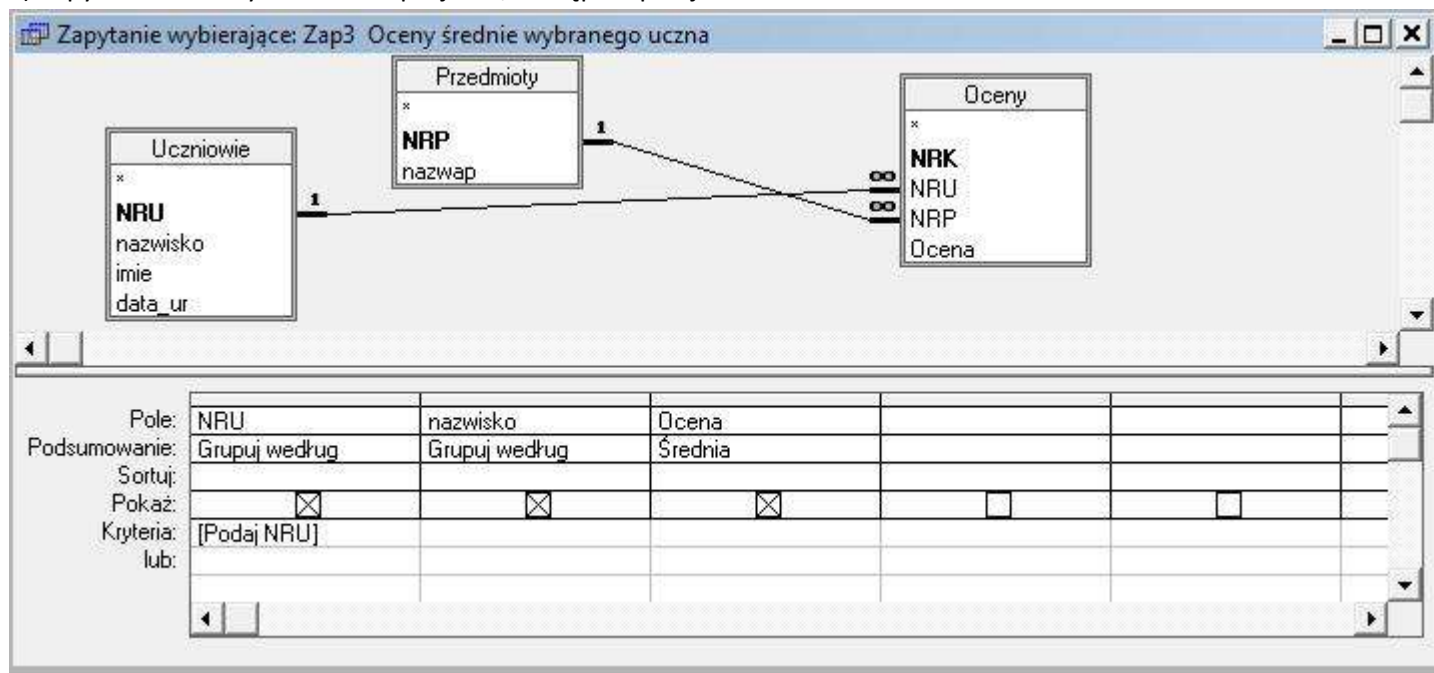 Zapytanie wybierające: Zap3 Oceny średnie wybranego uczna
Przedmioty
*
NRP
nazwap
Oceny
*
NRK
NRU
NRP
Ocena
Uczniowie
*
NRU
nazwisko
imie
data_ur
1
1
∞
∞
Pole: NRU nazwisko Ocena
Podsumowanie: Grupuj według Grupuj według Średnia
Sortuj:
Pokaż:
Kryteria: [Podaj NRU]
lub: